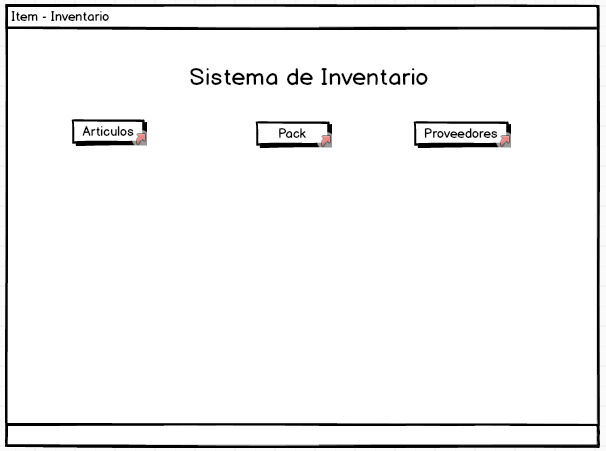 Item - Inventario
Sistema de Inventario
Articulos
Pack
Proveedores